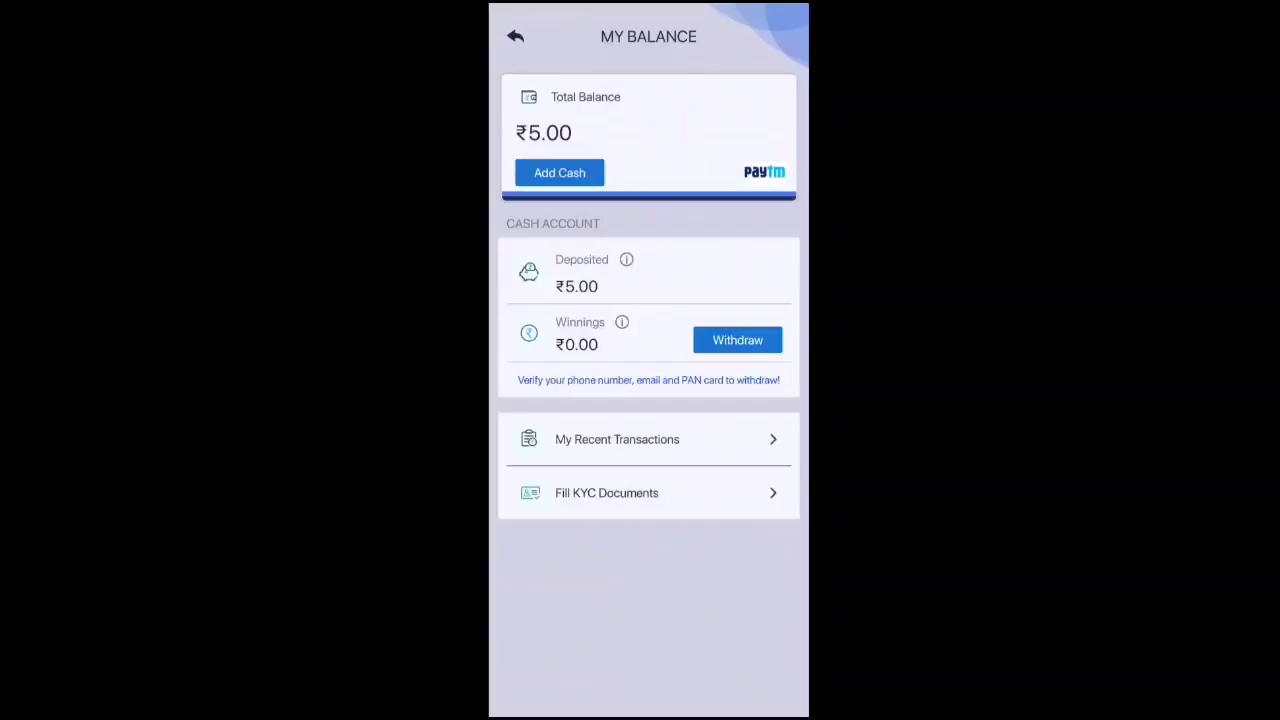 MY BALANCE
Total Balance
₹5.00
Add Cash
paytm
CASH ACCOUNT
Deposited
₹5.00
Winnings
₹0.00
Withdraw
Verify your phone number, email and PAN card to withdraw!
My Recent Transactions
Fill KYC Documents